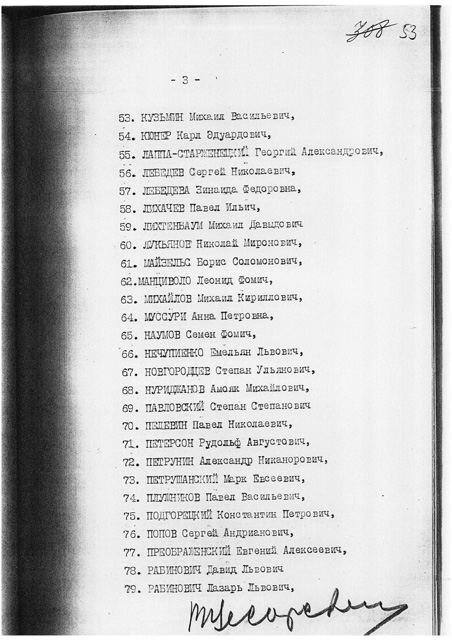 308 53
- 3 -
53. КУЗЬМИН Михаил Васильевич,
54. КЮНЕР Карл Эдуардович,
55. ЛАППА-СТАРЖЕНЕЦКИЙ Георгий Александрович,
56. ЛЕБЕДЕВ Сергей Николаевич,
57. ЛЕБЕДЕВА Зинаида Федоровна,
58. ЛИХАЧЕВ Павел Ильич,
59. ЛИХТЕНБАУМ Михаил Давыдович
60. ЛУКЬЯНОВ Николай Миронович,
61. МАЙЗЕЛЬС Борис Соломонович,
62.МАНЦИВОЛО Леонид Фомич,
63. МИХАЙЛОВ Михаил Кириллович,
64. МУССУРИ Анна Петровна,
65. НАУМОВ Семен Фомич,
66. НЕЧУПИЕНКО Емельян Львович,
67. НОВГОРОДЦЕВ Степан Ульянович,
68. НУРИДЖАНОВ Амояк Михайлович,
69. ПАВЛОВСКИЙ Степан Степанович
70. ПЕЛЕВИН Павел Николаевич,
71. ПЕТЕРСОН Рудольф Августович,
72. ПЕТРУНИН Александр Никанорович,
73. ПЕТРУШАНСКИЙ Марк Евсеевич,
74. ПЛУЖНИКОВ Павел Васильевич,
75. ПОДГОРЕЦКИЙ Константин Петрович,
76. ПОПОВ Сергей Андрианович,
77. ПРЕОБРАЖЕНСКИЙ Евгений Алексеевич,
78. РАБИНОВИЧ Давид Львович
79. РАБИНОВИЧ Лазарь Львович,